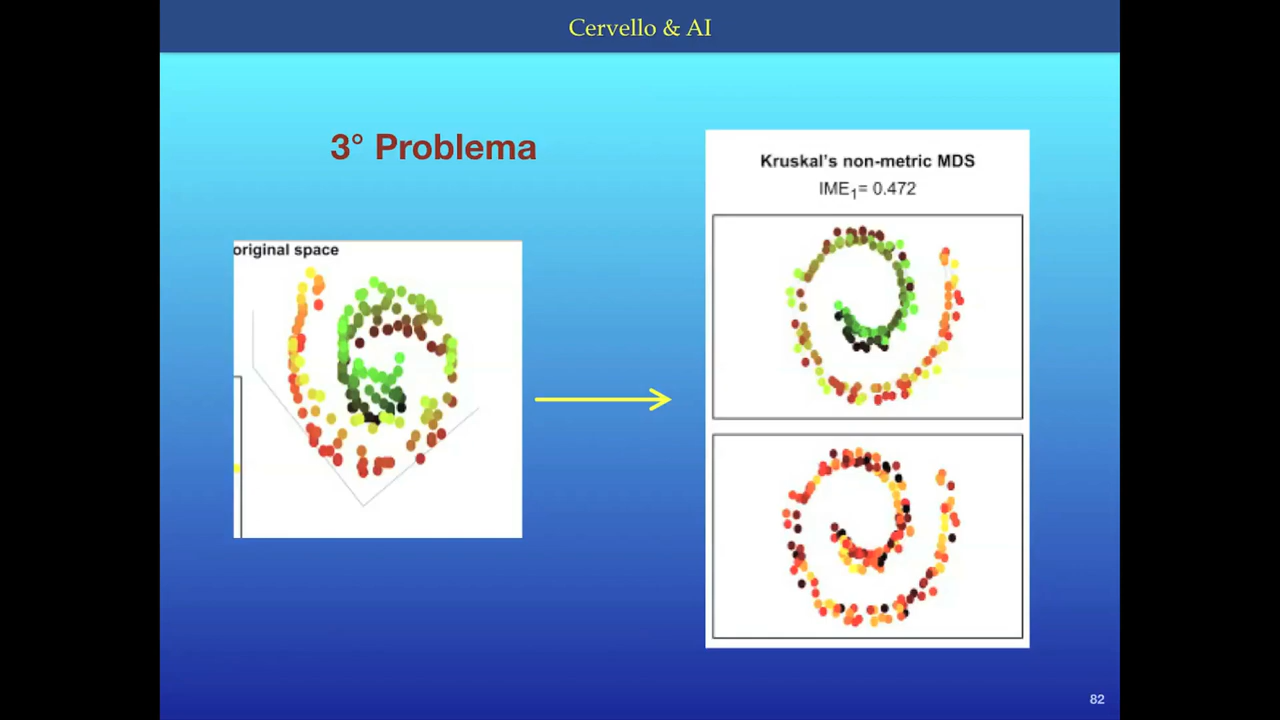 Cervello & AI
3° Problema
original space
Kruskal's non-metric MDS
IME1= 0.472
82